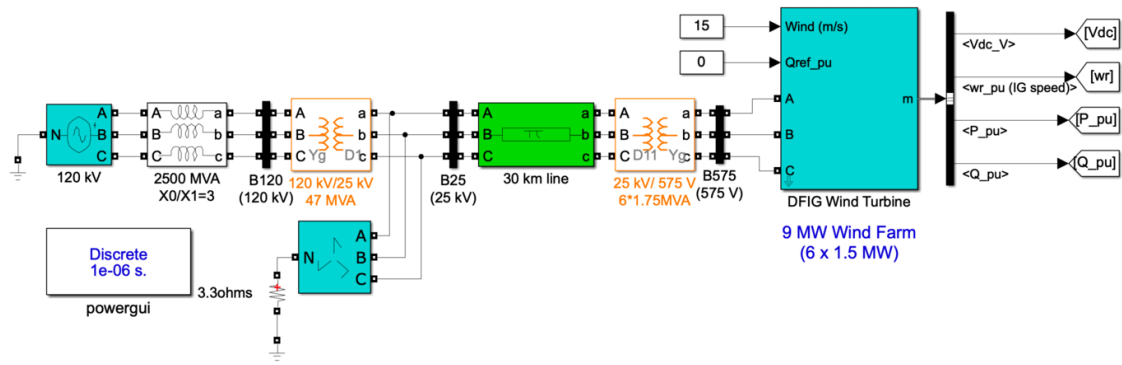 15
Wind (m/s)
[Vdc]
<Vdc_V>
0
Qref_pu
[wr]
<wr_pu (IG speed)>
A
m
[P_pu]
<P_pu>
B
[Q_pu]
<Q_pu>
C
DFIG Wind Turbine
9 MW Wind Farm
(6 x 1.5 MW)
A A a A a A a A a A a
N B B b B b B b B b B b
C C c C c C c C c C c
Yg D1
D11 Yg
120 kV
2500 MVA
X0/X1=3
B120
(120 kV)
120 kV/25 kV
47 MVA
B25
(25 kV)
30 km line
25 kV/ 575 V
6*1.75MVA
B575
(575 V)
A
N B
C
3.3ohms
Discrete
1e-06 s.
powergui